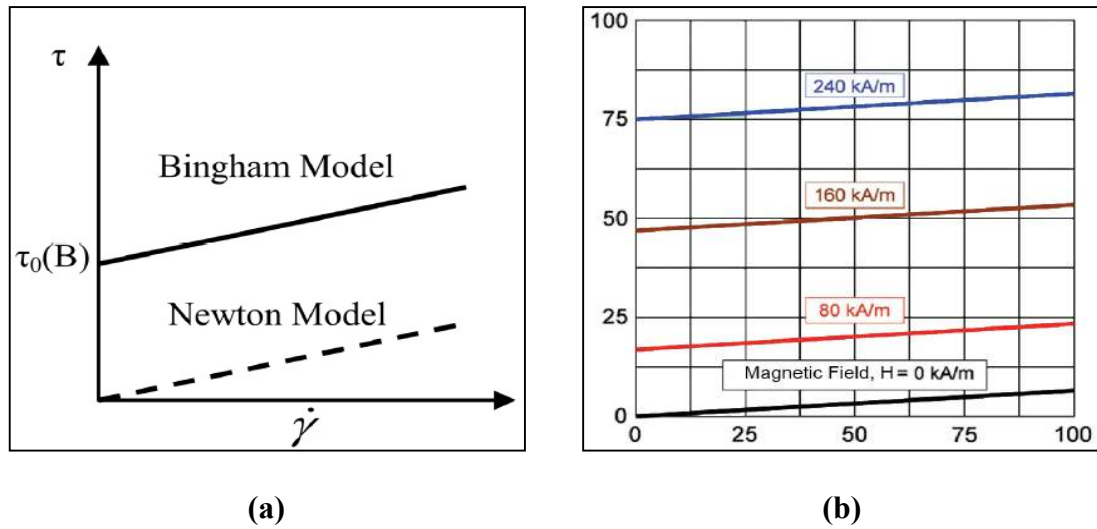 τ
Bingham Model
τ₀(B)
Newton Model
γ̇
(a)
100
75
50
25
0
240 kA/m
160 kA/m
80 kA/m
Magnetic Field, H = 0 kA/m
0 25 50 75 100
(b)